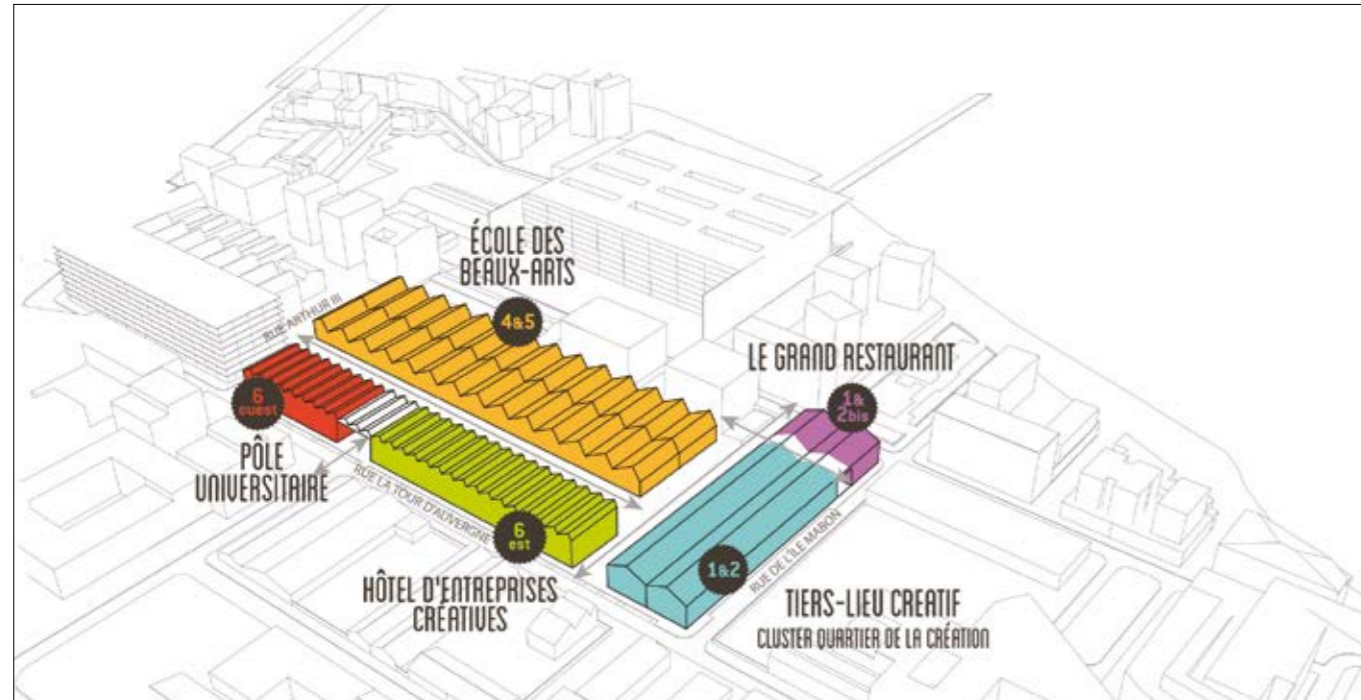 ÉCOLE DES
BEAUX-ARTS
4&5
RUE ARTHUR III
LE GRAND RESTAURANT
1&
2bis
6
ouest
PÔLE
UNIVERSITAIRE
RUE LA TOUR D'AUVERGNE
6
est
HÔTEL D'ENTREPRISES
CRÉATIVES
1&2
RUE DE L'ÎLE MABON
TIERS-LIEU CREATIF
CLUSTER QUARTIER DE LA CRÉATION